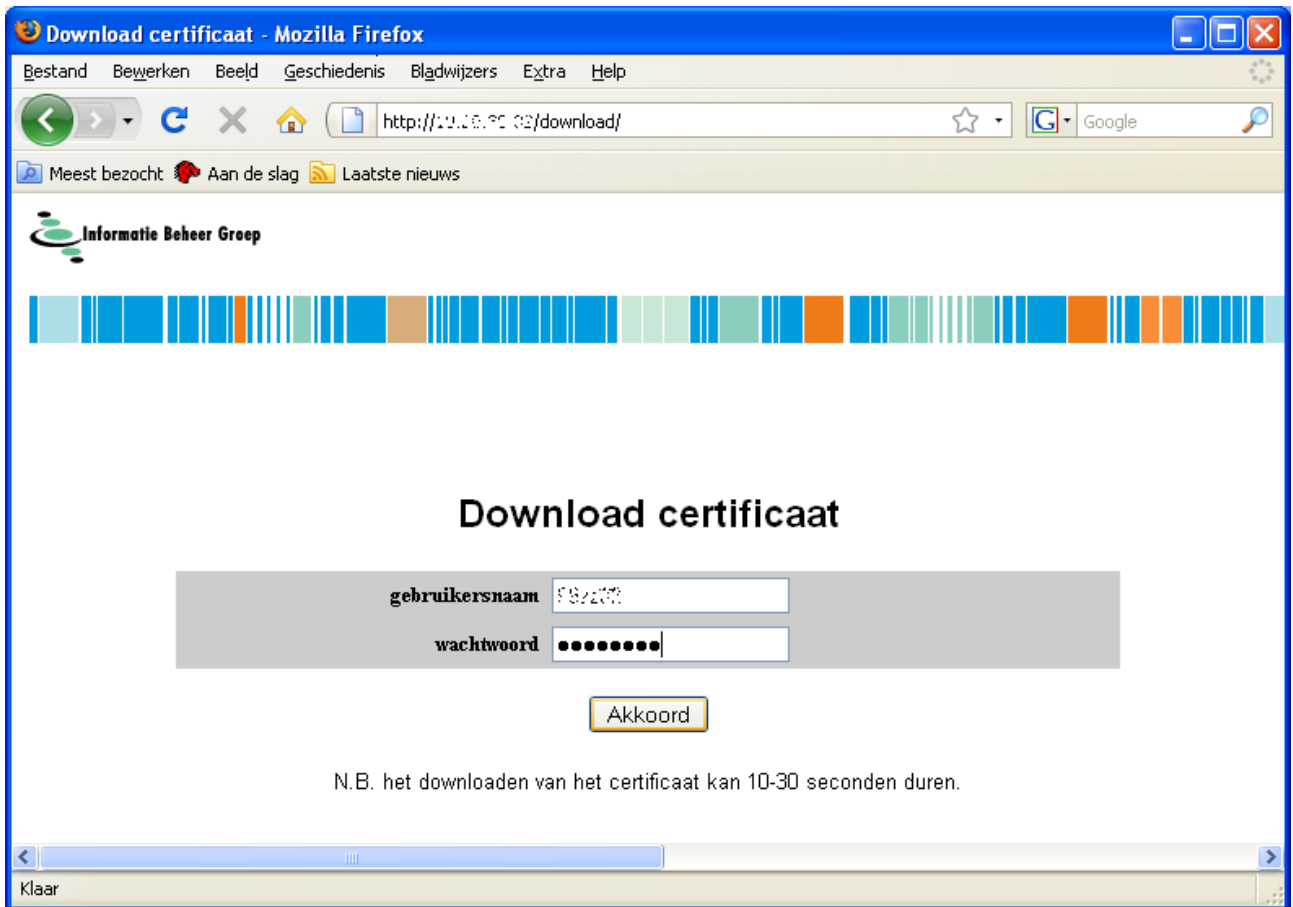 Download certificaat - Mozilla Firefox
Bestand Bewerken Beeld Geschiedenis Bladwijzers Extra Help
http:// /download/ G Google
Meest bezocht Aan de slag Laatste nieuws
Informatie Beheer Groep
Download certificaat
gebruikersnaam
wachtwoord ●●●●●●●●
Akkoord
N.B. het downloaden van het certificaat kan 10-30 seconden duren.
Klaar